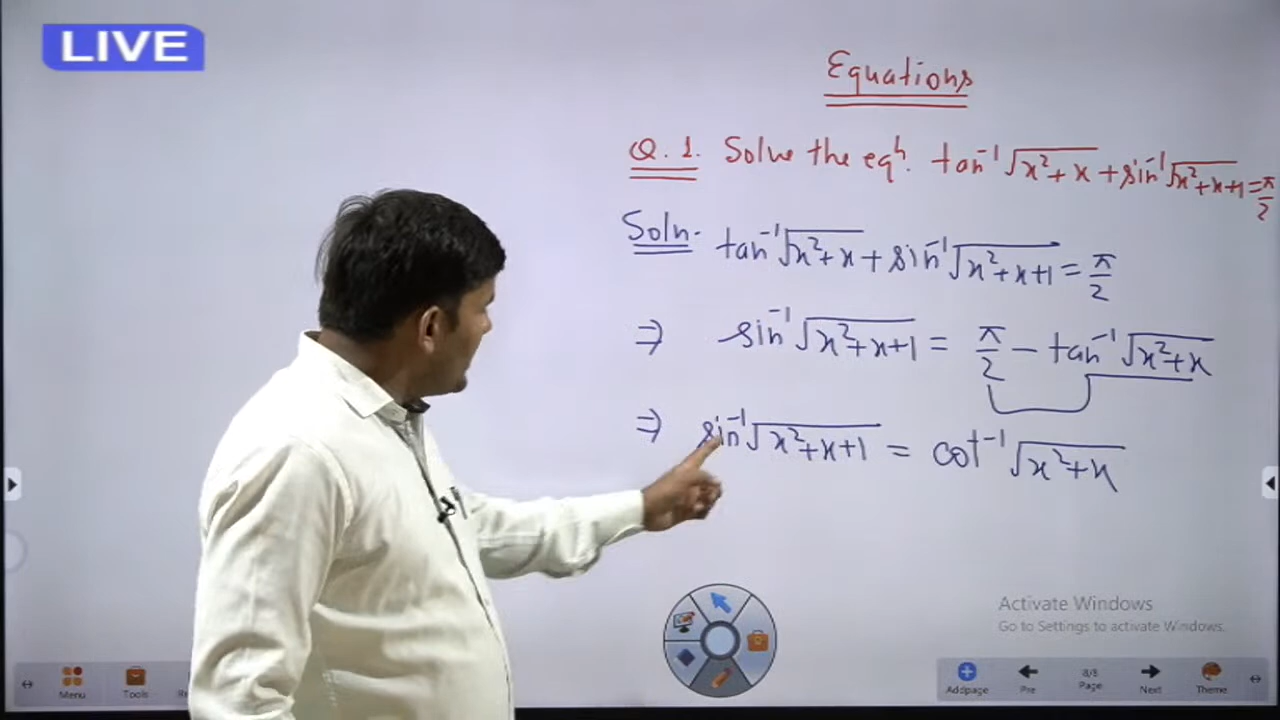 LIVE
Equations
Q. 1. Solve the eqⁿ. tan⁻¹√(x²+x) + sin⁻¹√(x²+x+1) = π/2
Soln. tan⁻¹√(x²+x) + sin⁻¹√(x²+x+1) = π/2
⇒ sin⁻¹√(x²+x+1) = π/2 − tan⁻¹√(x²+x)
⇒ sin⁻¹√(x²+x+1) = cot⁻¹√(x²+x)
Activate Windows
Go to Settings to activate Windows.
8/8
Menu Tools Addpage Pre Page Next Theme